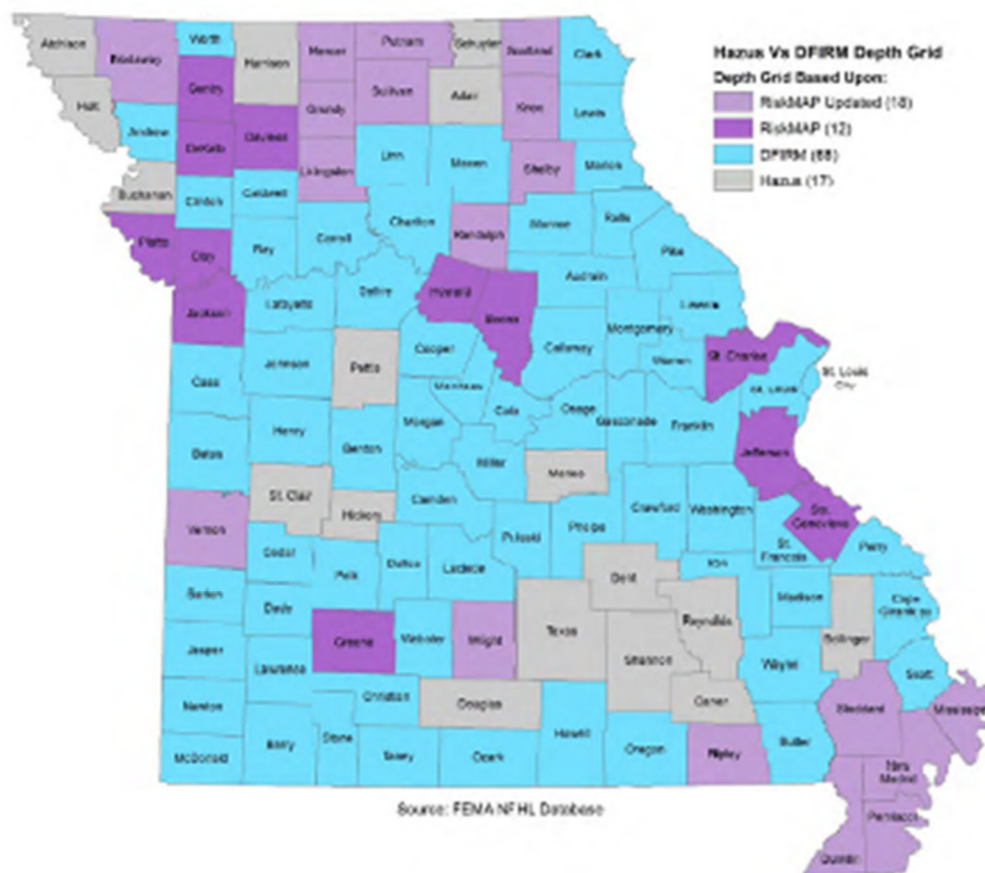 Hazus Vs DFIRM Depth Grid
Depth Grid Based Upon:
RiskMAP Updated (18)
RiskMAP (12)
DFIRM (68)
Hazus (17)
Atchison
Nodaway
Worth
Harrison
Mercer
Putnam
Schuyler
Scotland
Clark
Holt
Gentry
Sullivan
Adair
Knox
Lewis
Andrew
DeKalb
Daviess
Grundy
Linn
Macon
Shelby
Marion
Buchanan
Clinton
Caldwell
Livingston
Chariton
Randolph
Monroe
Ralls
Pike
Platte
Clay
Ray
Carroll
Audrain
Jackson
Lafayette
Saline
Howard
Boone
Callaway
Montgomery
Lincoln
Warren
St. Charles
St. Louis
City
St. Louis
Cass
Johnson
Pettis
Cooper
Moniteau
Cole
Osage
Gasconade
Franklin
Jefferson
Bates
Henry
Benton
Morgan
Miller
Maries
St. Clair
Hickory
Camden
Pulaski
Phelps
Crawford
Washington
Ste.
Genevieve
St.
Francois
Perry
Vernon
Cedar
Polk
Dallas
Laclede
Dent
Iron
Madison
Cape
Girardeau
Barton
Dade
Greene
Webster
Wright
Texas
Reynolds
Bollinger
Jasper
Lawrence
Shannon
Wayne
Scott
Newton
Christian
Douglas
Carter
Stoddard
Mississippi
McDonald
Barry
Stone
Taney
Ozark
Howell
Oregon
Ripley
Butler
New
Madrid
Pemiscot
Dunklin
Source: FEMA NFHL Database